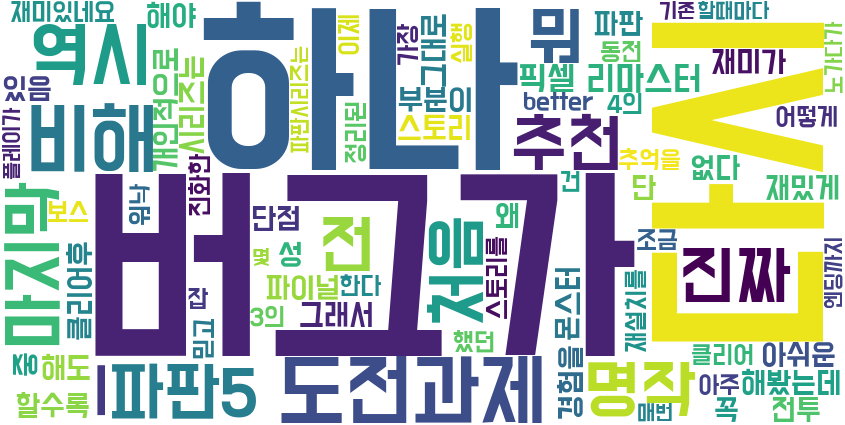 재미있네요
해야
역시
하나
뭐
파판
기존
할때마다
단시
이제
가장
그대로
실행
동전
재미가
노가다가
있음
개인적으로
시리즈는
파판시리즈는
픽셀
리마스터
부분이
better
4인
어떻게
플레이가
비해
정리된
스토리
추천
추억을
없다
재밌게
마지막
보스
워낙
진화한
버그가
단점
전
처음
왜
건
단
조금
진짜
엔딩까지
클리어후
몇
성
스토리를
파이널
한다
몬스터
재설치를
잡
3인
그래서
믿고
했던
중
해도
파판5
도전과제
경험을
명작
클리어
아쉬운
아주
해봤는데
할수록
매번
꼭
전투